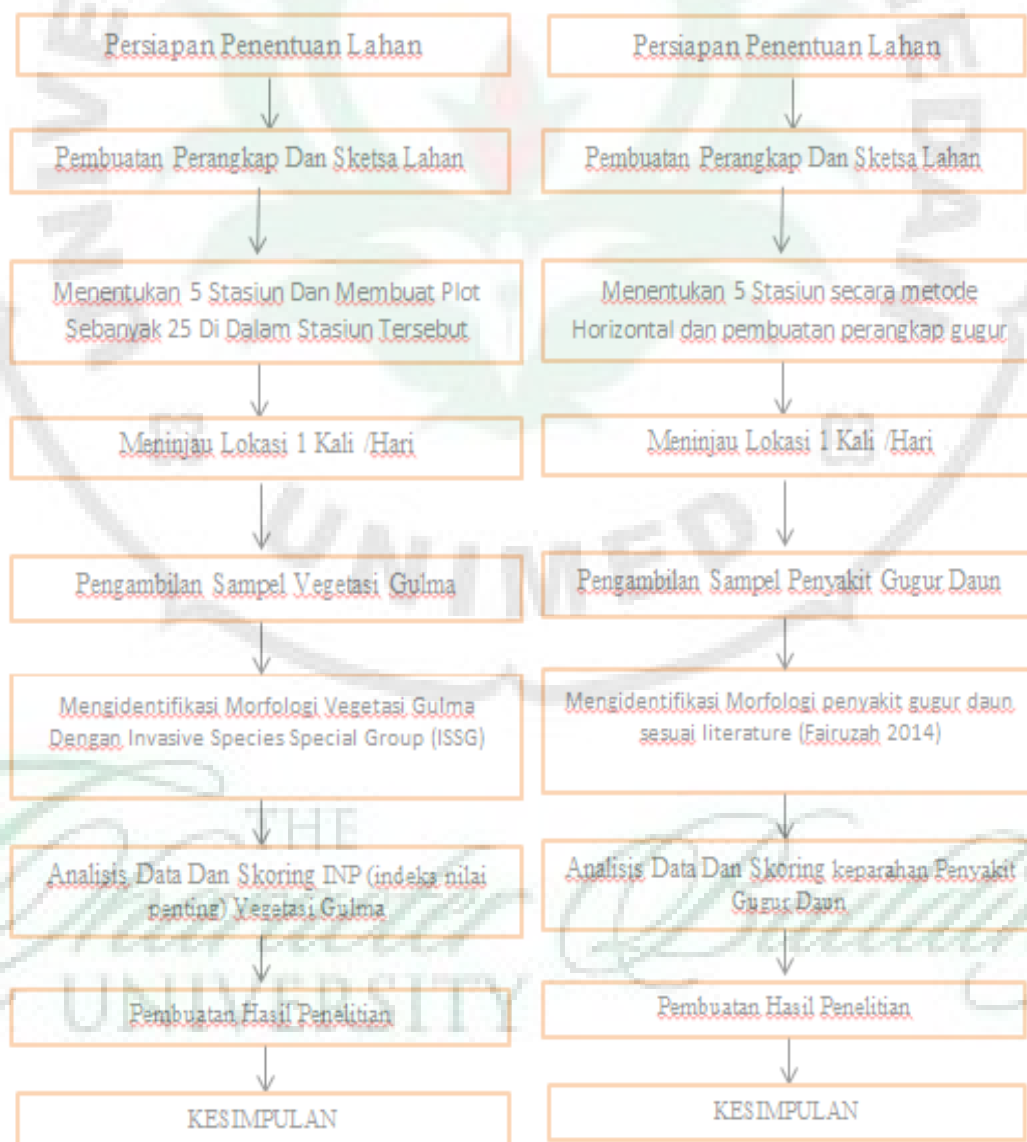 Persiapan Penentuan Lahan
Pembuatan Perangkap Dan Sketsa Lahan
Menentukan 5 Stasiun Dan Membuat Plot
Sebanyak 25 Di Dalam Stasiun Tersebut
Meninjau Lokasi 1 Kali /Hari
Pengambilan Sampel Vegetasi Gulma
Mengidentifikasi Morfologi Vegetasi Gulma
Dengan Invasive Species Special Group (ISSG)
Analisis Data Dan Skoring INP (indeks nilai
penting) Vegetasi Gulma
Pembuatan Hasil Penelitian
KESIMPULAN
Persiapan Penentuan Lahan
Pembuatan Perangkap Dan Sketsa Lahan
Menentukan 5 Stasiun secara metode
Horizontal dan pembuatan perangkap gugur
Meninjau Lokasi 1 Kali /Hari
Pengambilan Sampel Penyakit Gugur Daun
Mengidentifikasi Morfologi penyakit gugur daun
sesuai literature (Fairuzah 2014)
Analisis Data Dan Skoring keparahan Penyakit
Gugur Daun
Pembuatan Hasil Penelitian
KESIMPULAN
UNIMED
THE
UNIVERSITY